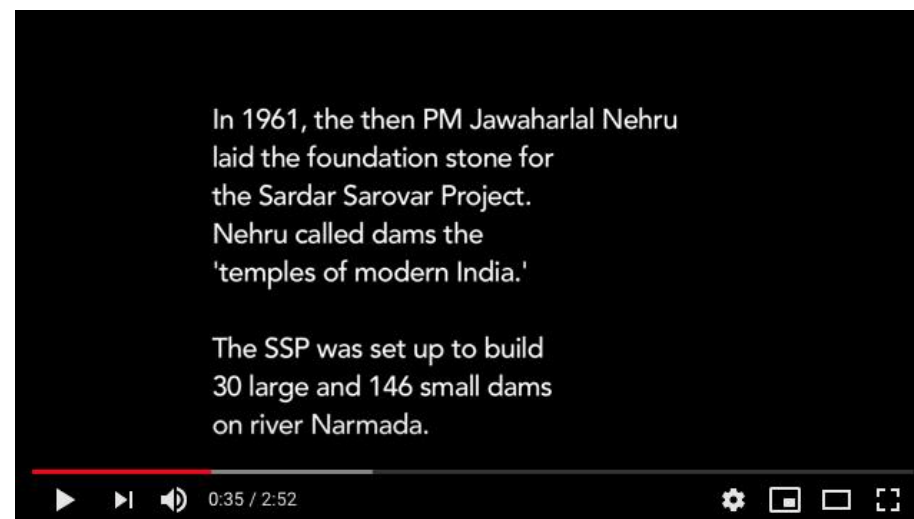 In 1961, the then PM Jawaharlal Nehru
laid the foundation stone for
the Sardar Sarovar Project.
Nehru called dams the
'temples of modern India.'
The SSP was set up to build
30 large and 146 small dams
on river Narmada.
0:35 / 2:52